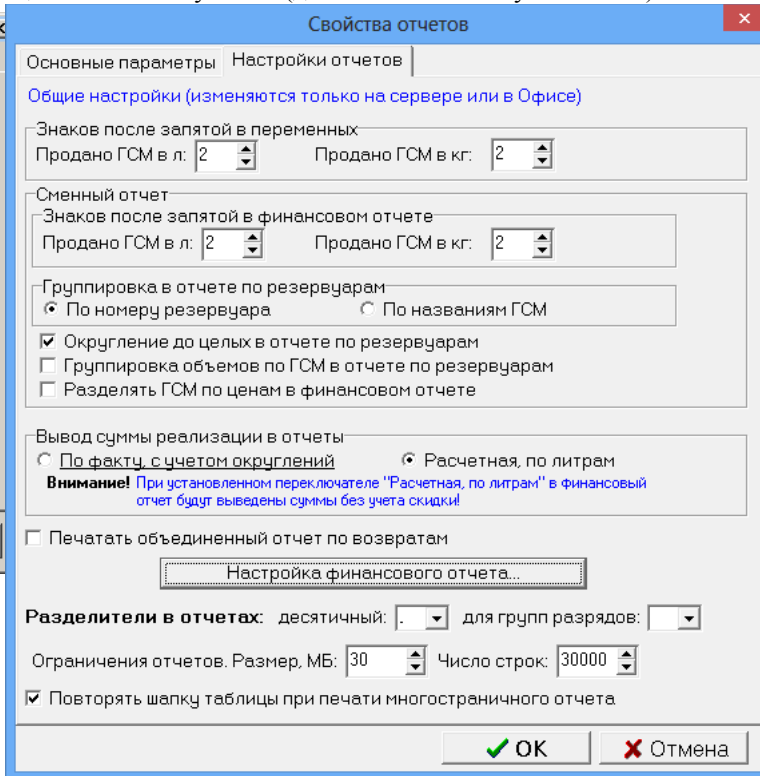 Свойства отчетов
Основные параметры Настройки отчетов
Общие настройки (изменяются только на сервере или в Офисе)
Знаков после запятой в переменных
Продано ГСМ в л: 2 Продано ГСМ в кг: 2
Сменный отчет
Знаков после запятой в финансовом отчете
Продано ГСМ в л: 2 Продано ГСМ в кг: 2
Группировка в отчете по резервуарам
По номеру резервуара По названиям ГСМ
Округление до целых в отчете по резервуарам
Группировка объемов по ГСМ в отчете по резервуарам
Разделять ГСМ по ценам в финансовом отчете
Вывод суммы реализации в отчеты
По факту, с учетом округлений Расчетная, по литрам
Внимание! При установленном переключателе "Расчетная, по литрам" в финансовый
отчет будут выведены суммы без учета скидки!
Печатать объединенный отчет по возвратам
Настройка финансового отчета...
Разделители в отчетах: десятичный: . для групп разрядов:
Ограничения отчетов. Размер, МБ: 30 Число строк: 30000
Повторять шапку таблицы при печати многостраничного отчета
OK Отмена